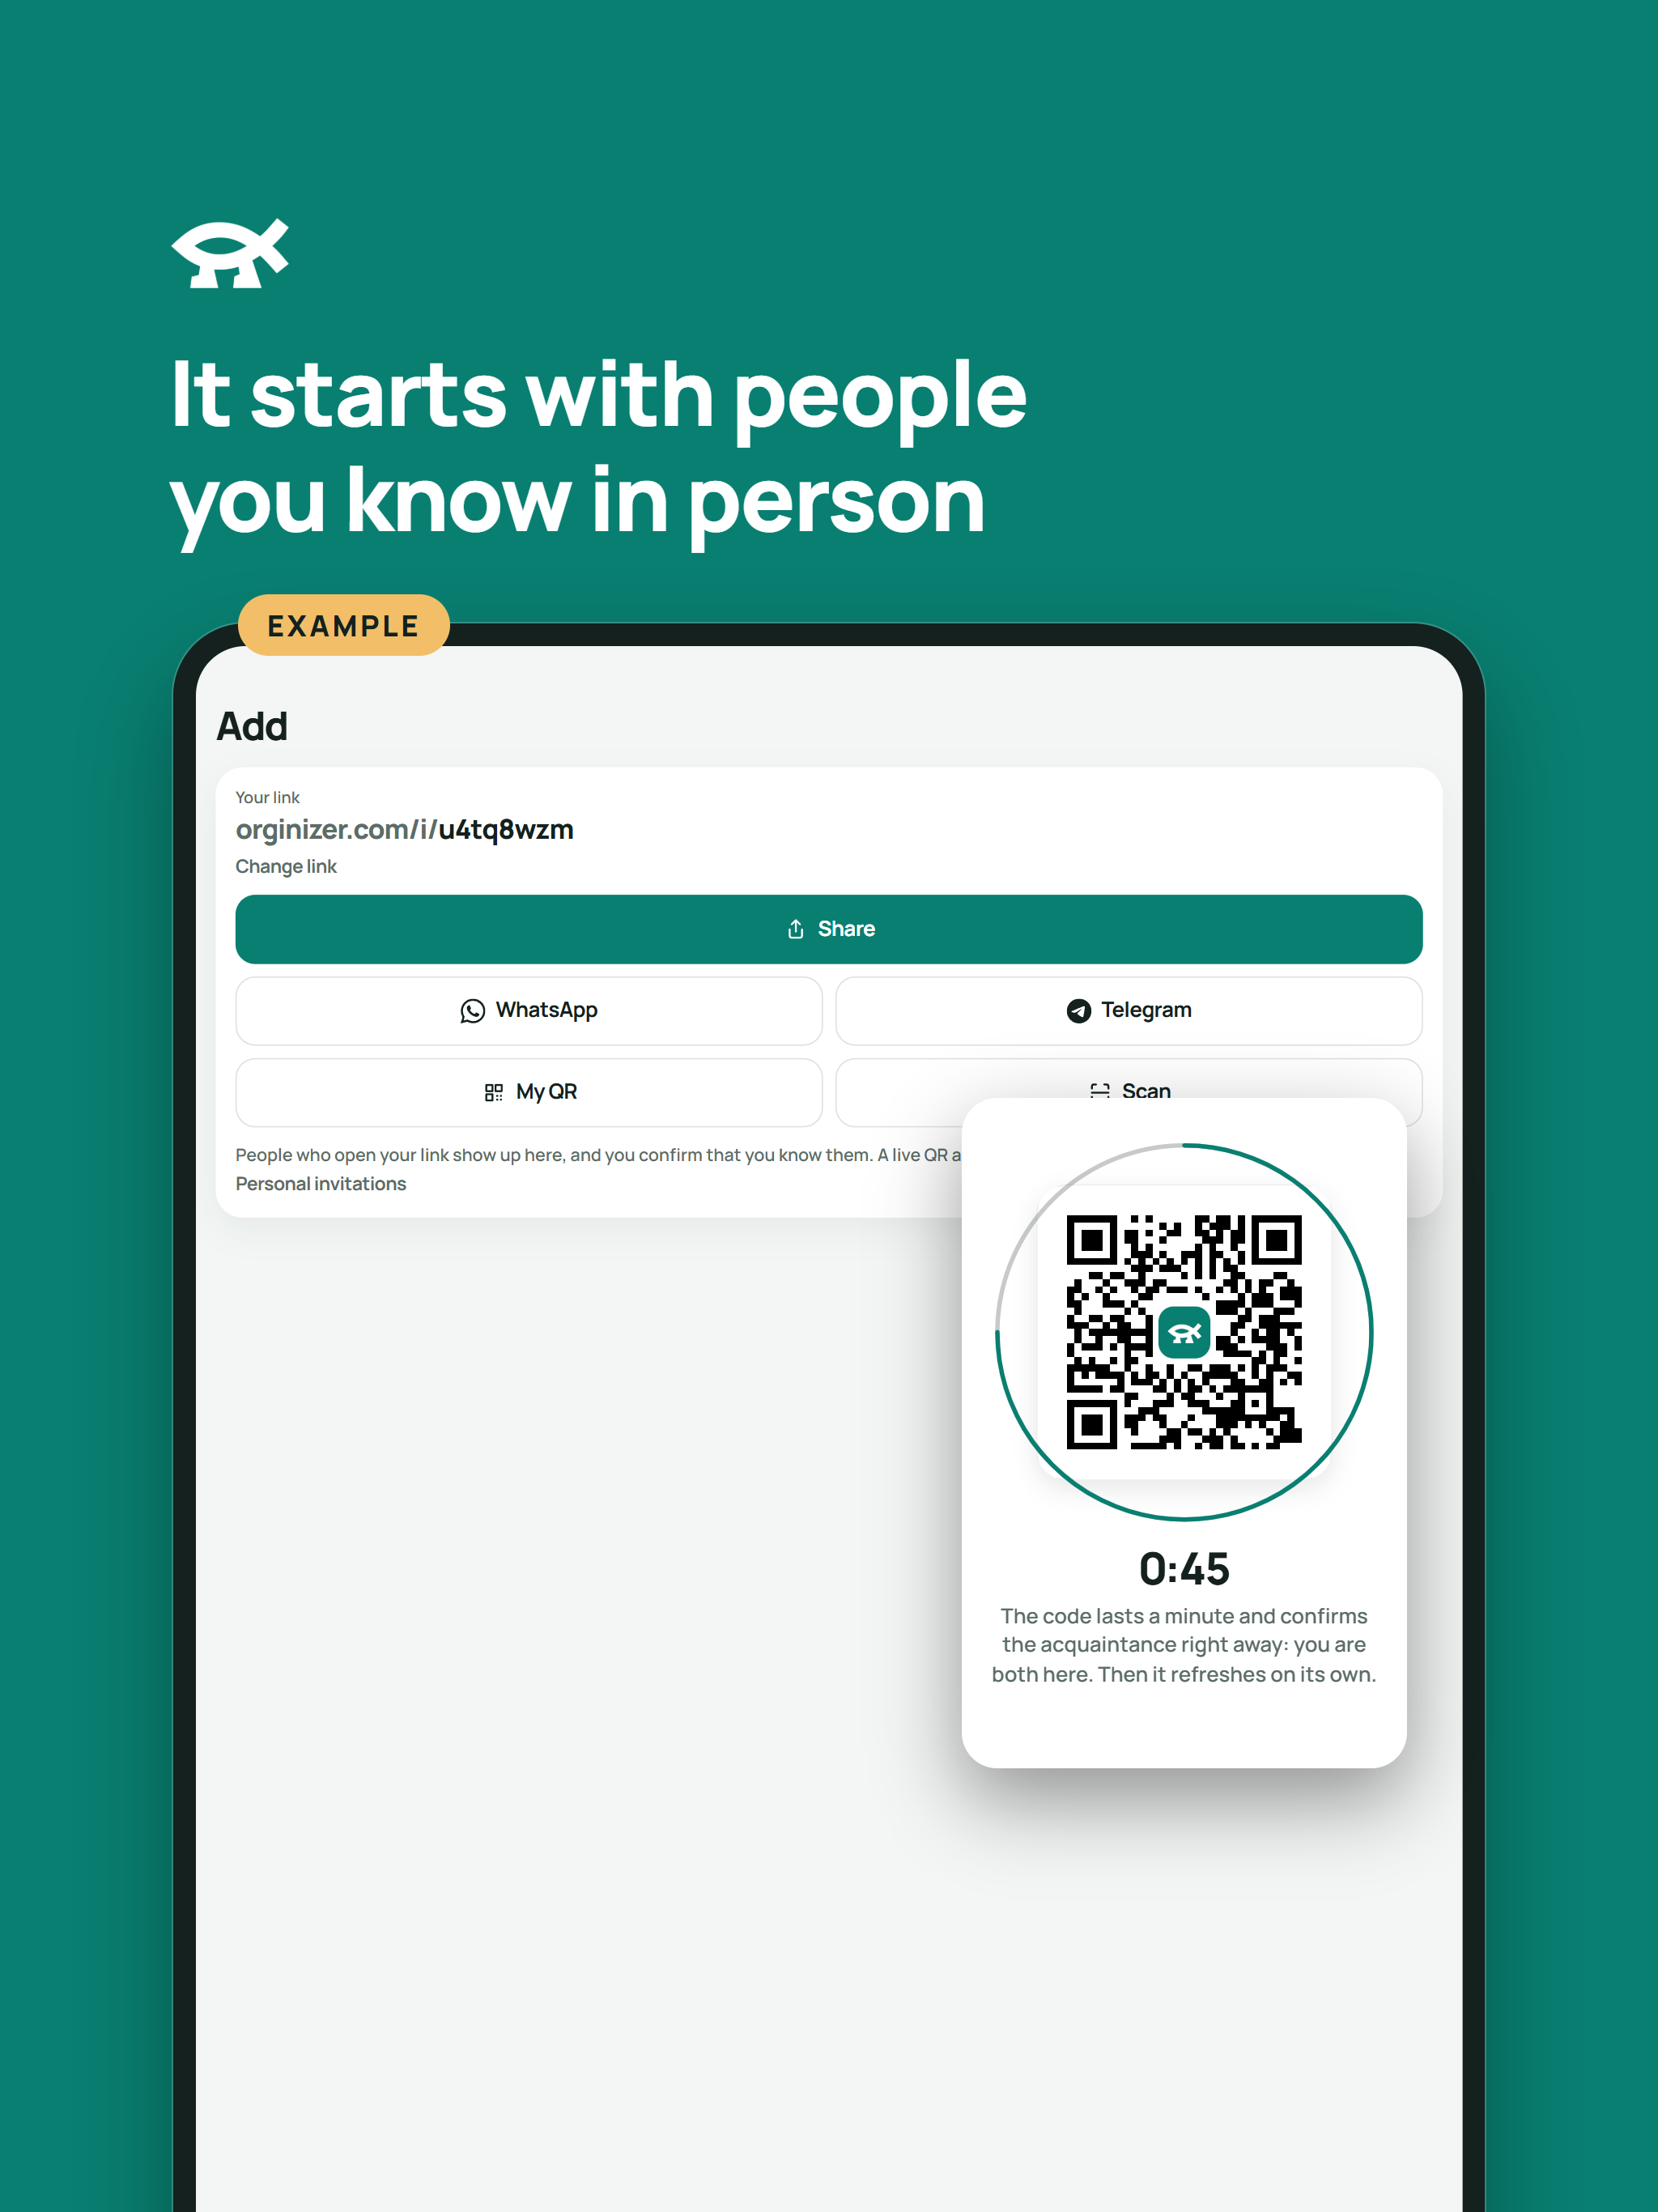 It starts with people
you know in person
EXAMPLE
Add
Your link
orginizer.com/i/u4tq8wzm
Change link
Share
WhatsApp
Telegram
My QR
Scan
People who open your link show up here, and you confirm that you know them. A live QR a
Personal invitations
0:45
The code lasts a minute and confirms
the acquaintance right away: you are
both here. Then it refreshes on its own.